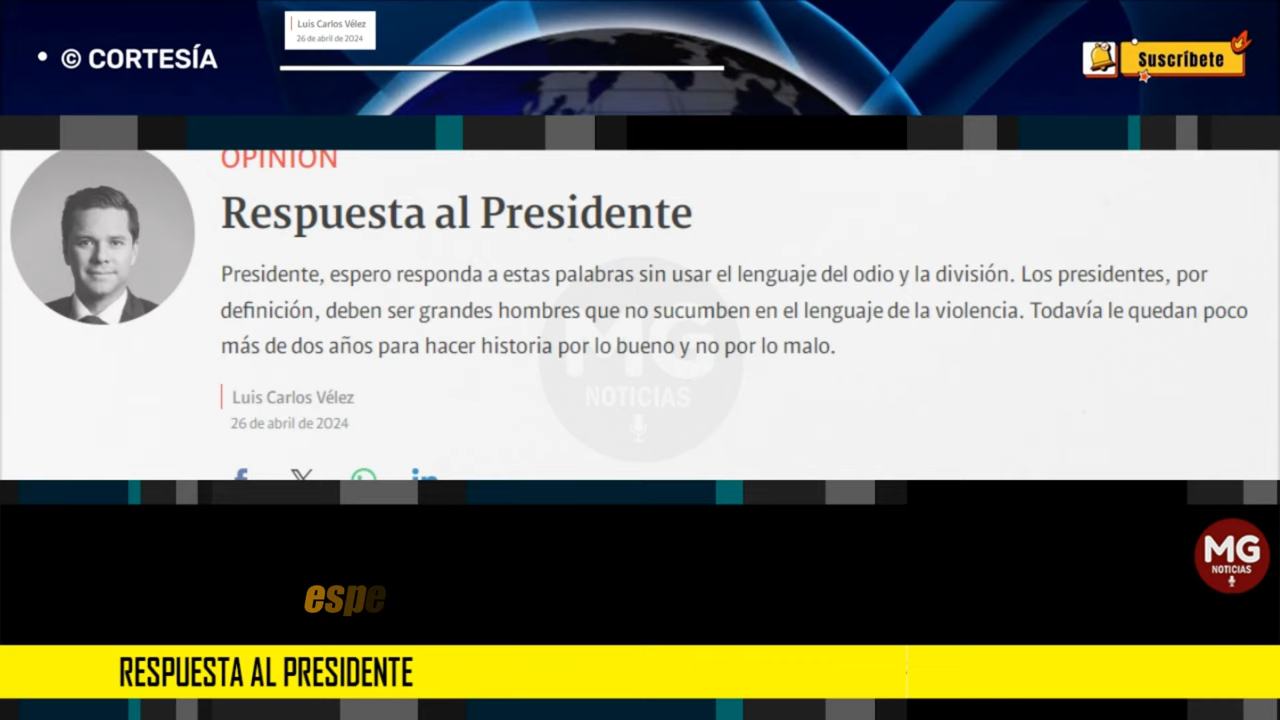 Luis Carlos Vélez
26 de abril de 2024
• © CORTESÍA
Suscríbete
OPINIÓN
Respuesta al Presidente
Presidente, espero responda a estas palabras sin usar el lenguaje del odio y la división. Los presidentes, por
definición, deben ser grandes hombres que no sucumben en el lenguaje de la violencia. Todavía le quedan poco
más de dos años para hacer historia por lo bueno y no por lo malo.
MG
NOTICIAS
Luis Carlos Vélez
26 de abril de 2024
MG
NOTICIAS
espe
RESPUESTA AL PRESIDENTE